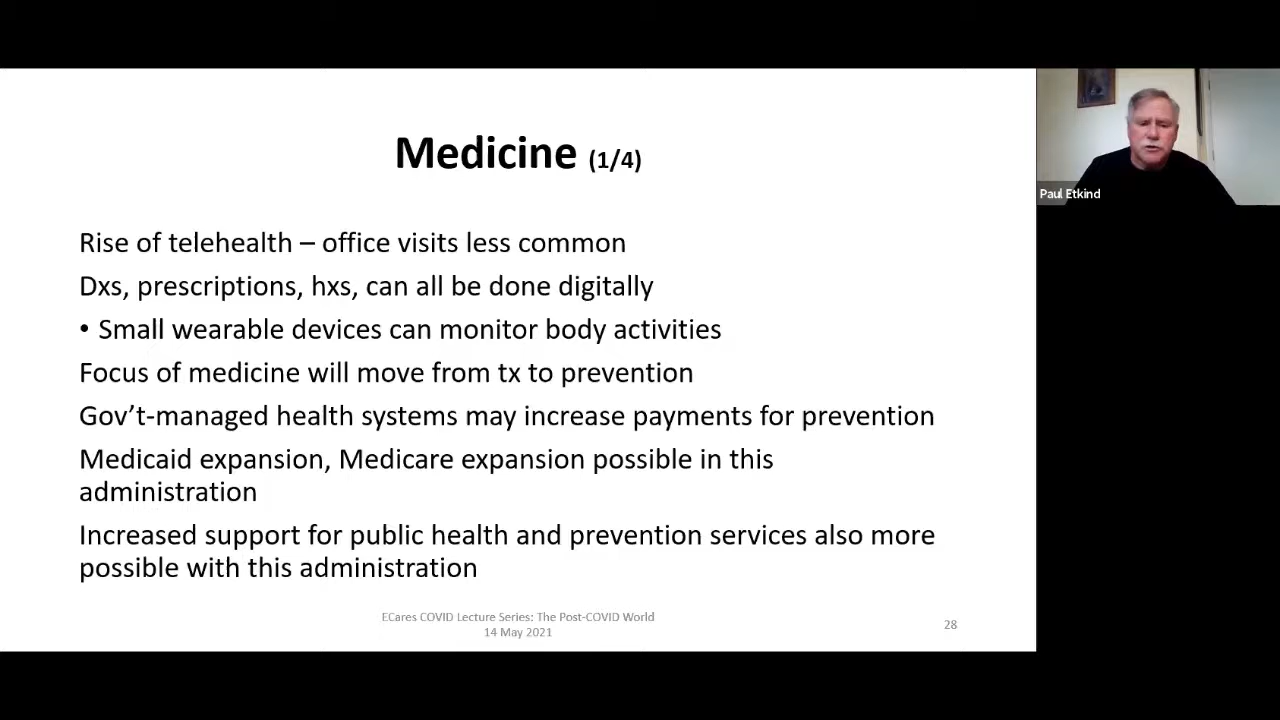 Medicine (1/4)
Rise of telehealth – office visits less common
Dxs, prescriptions, hxs, can all be done digitally
• Small wearable devices can monitor body activities
Focus of medicine will move from tx to prevention
Gov’t-managed health systems may increase payments for prevention
Medicaid expansion, Medicare expansion possible in this
administration
Increased support for public health and prevention services also more
possible with this administration
ECares COVID Lecture Series: The Post-COVID World
14 May 2021
28
Paul Etkind